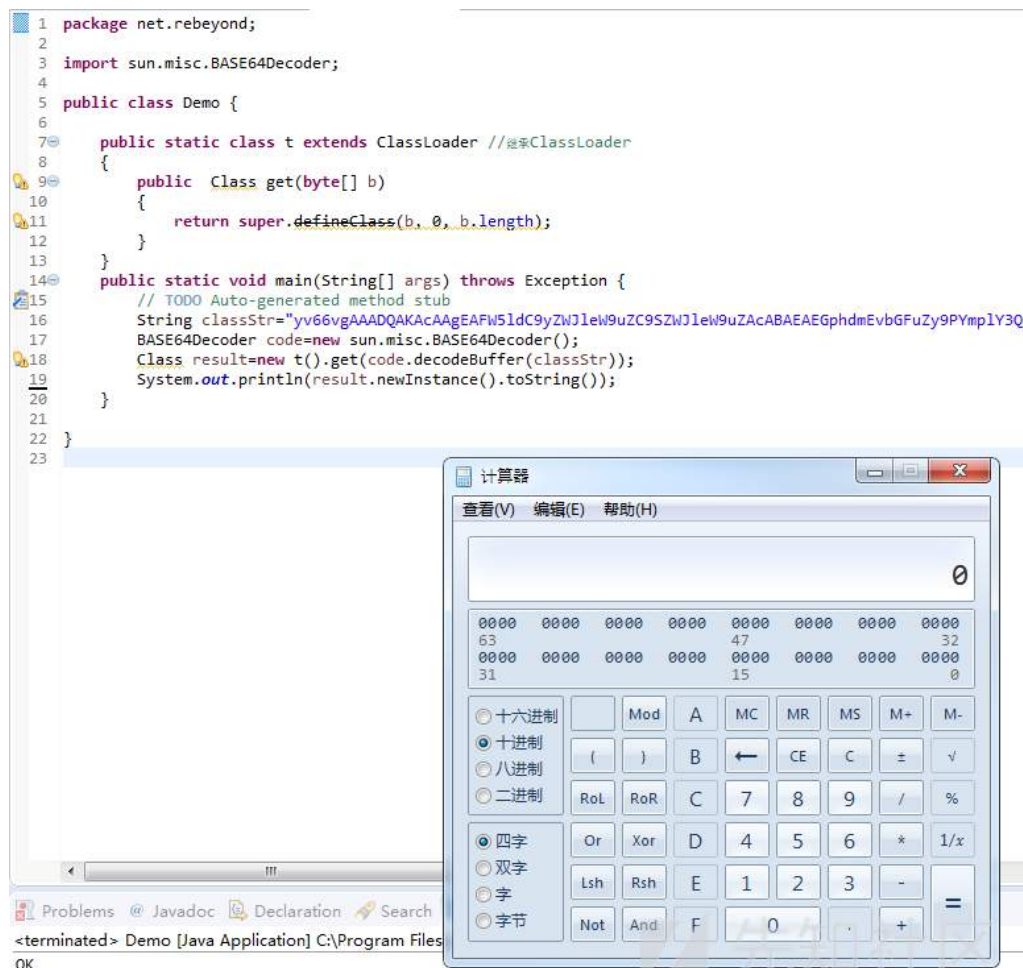 1 package net.rebeyond;
2
3 import sun.misc.BASE64Decoder;
4
5 public class Demo {
6
7 public static class t extends ClassLoader //继承ClassLoader
8 {
9 public  Class get(byte[] b)
10 {
11 return super.defineClass(b, 0, b.length);
12 }
13 }
14 public static void main(String[] args) throws Exception {
15 // TODO Auto-generated method stub
16 String classStr="yv66vgAAADQAKAcAAgEAFW5ldC9yZWJleW9uZC9SZWJleW9uZAcABAEAEGphdmEvbGFuZy9PYmplY3Q
17 BASE64Decoder code=new sun.misc.BASE64Decoder();
18 Class result=new t().get(code.decodeBuffer(classStr));
19 System.out.println(result.newInstance().toString());
20 }
21
22 }
23
计算器
查看(V) 编辑(E) 帮助(H)
0
0000 0000 0000 0000 0000 0000 0000 0000
63 47 32
0000 0000 0000 0000 0000 0000 0000 0000
31 15 0
十六进制 Mod A MC MR MS M+ M-
十进制 ( ) B ← CE C ± √
八进制
二进制 RoL RoR C 7 8 9 / %
四字 Or Xor D 4 5 6 * 1/x
双字
字 Lsh Rsh E 1 2 3 - =
字节 Not And F 0 . +
Problems @ Javadoc Declaration Search
<terminated> Demo [Java Application] C:\Program Files
OK
先知社区